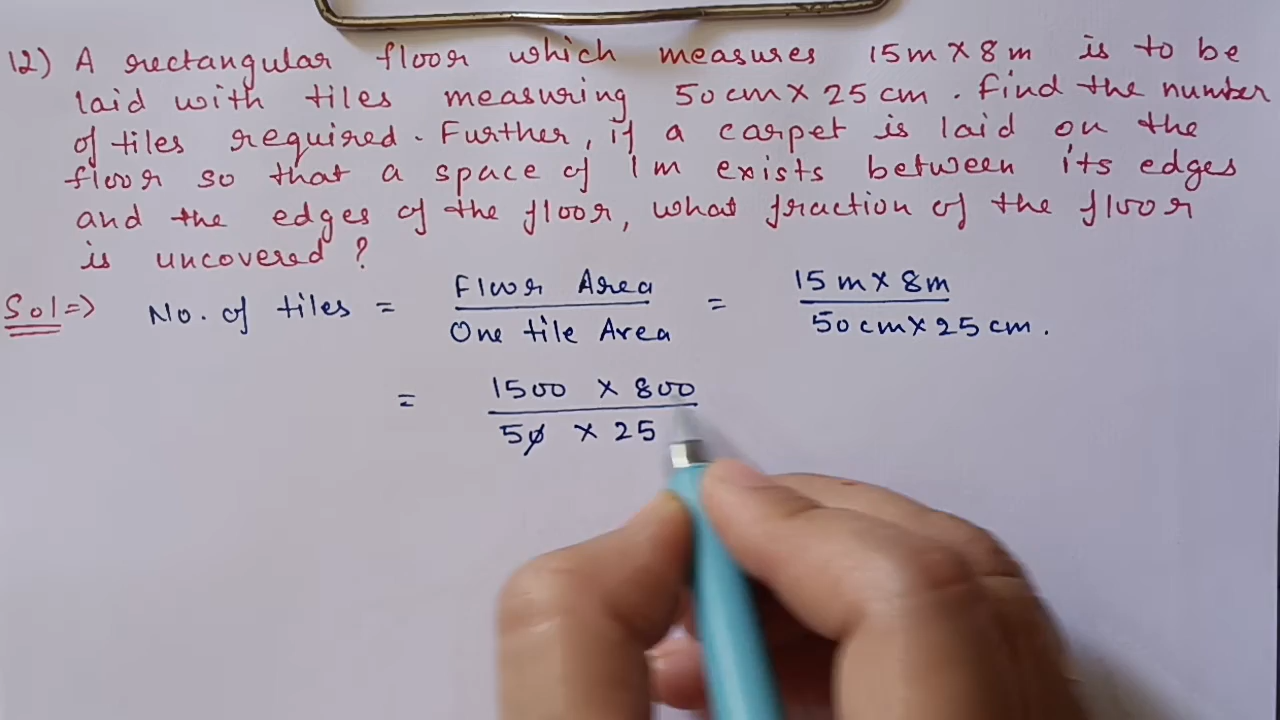 12) A rectangular floor which measures 15m × 8m is to be
laid with tiles measuring 50cm × 25cm. Find the number
of tiles required. Further, if a carpet is laid on the
floor so that a space of 1m exists between its edges
and the edges of the floor, what fraction of the floor
is uncovered?
Sol=> No. of tiles = Floor Area / One tile Area = 15m × 8m / 50cm × 25cm.
= 1500 × 800 / 50 × 25